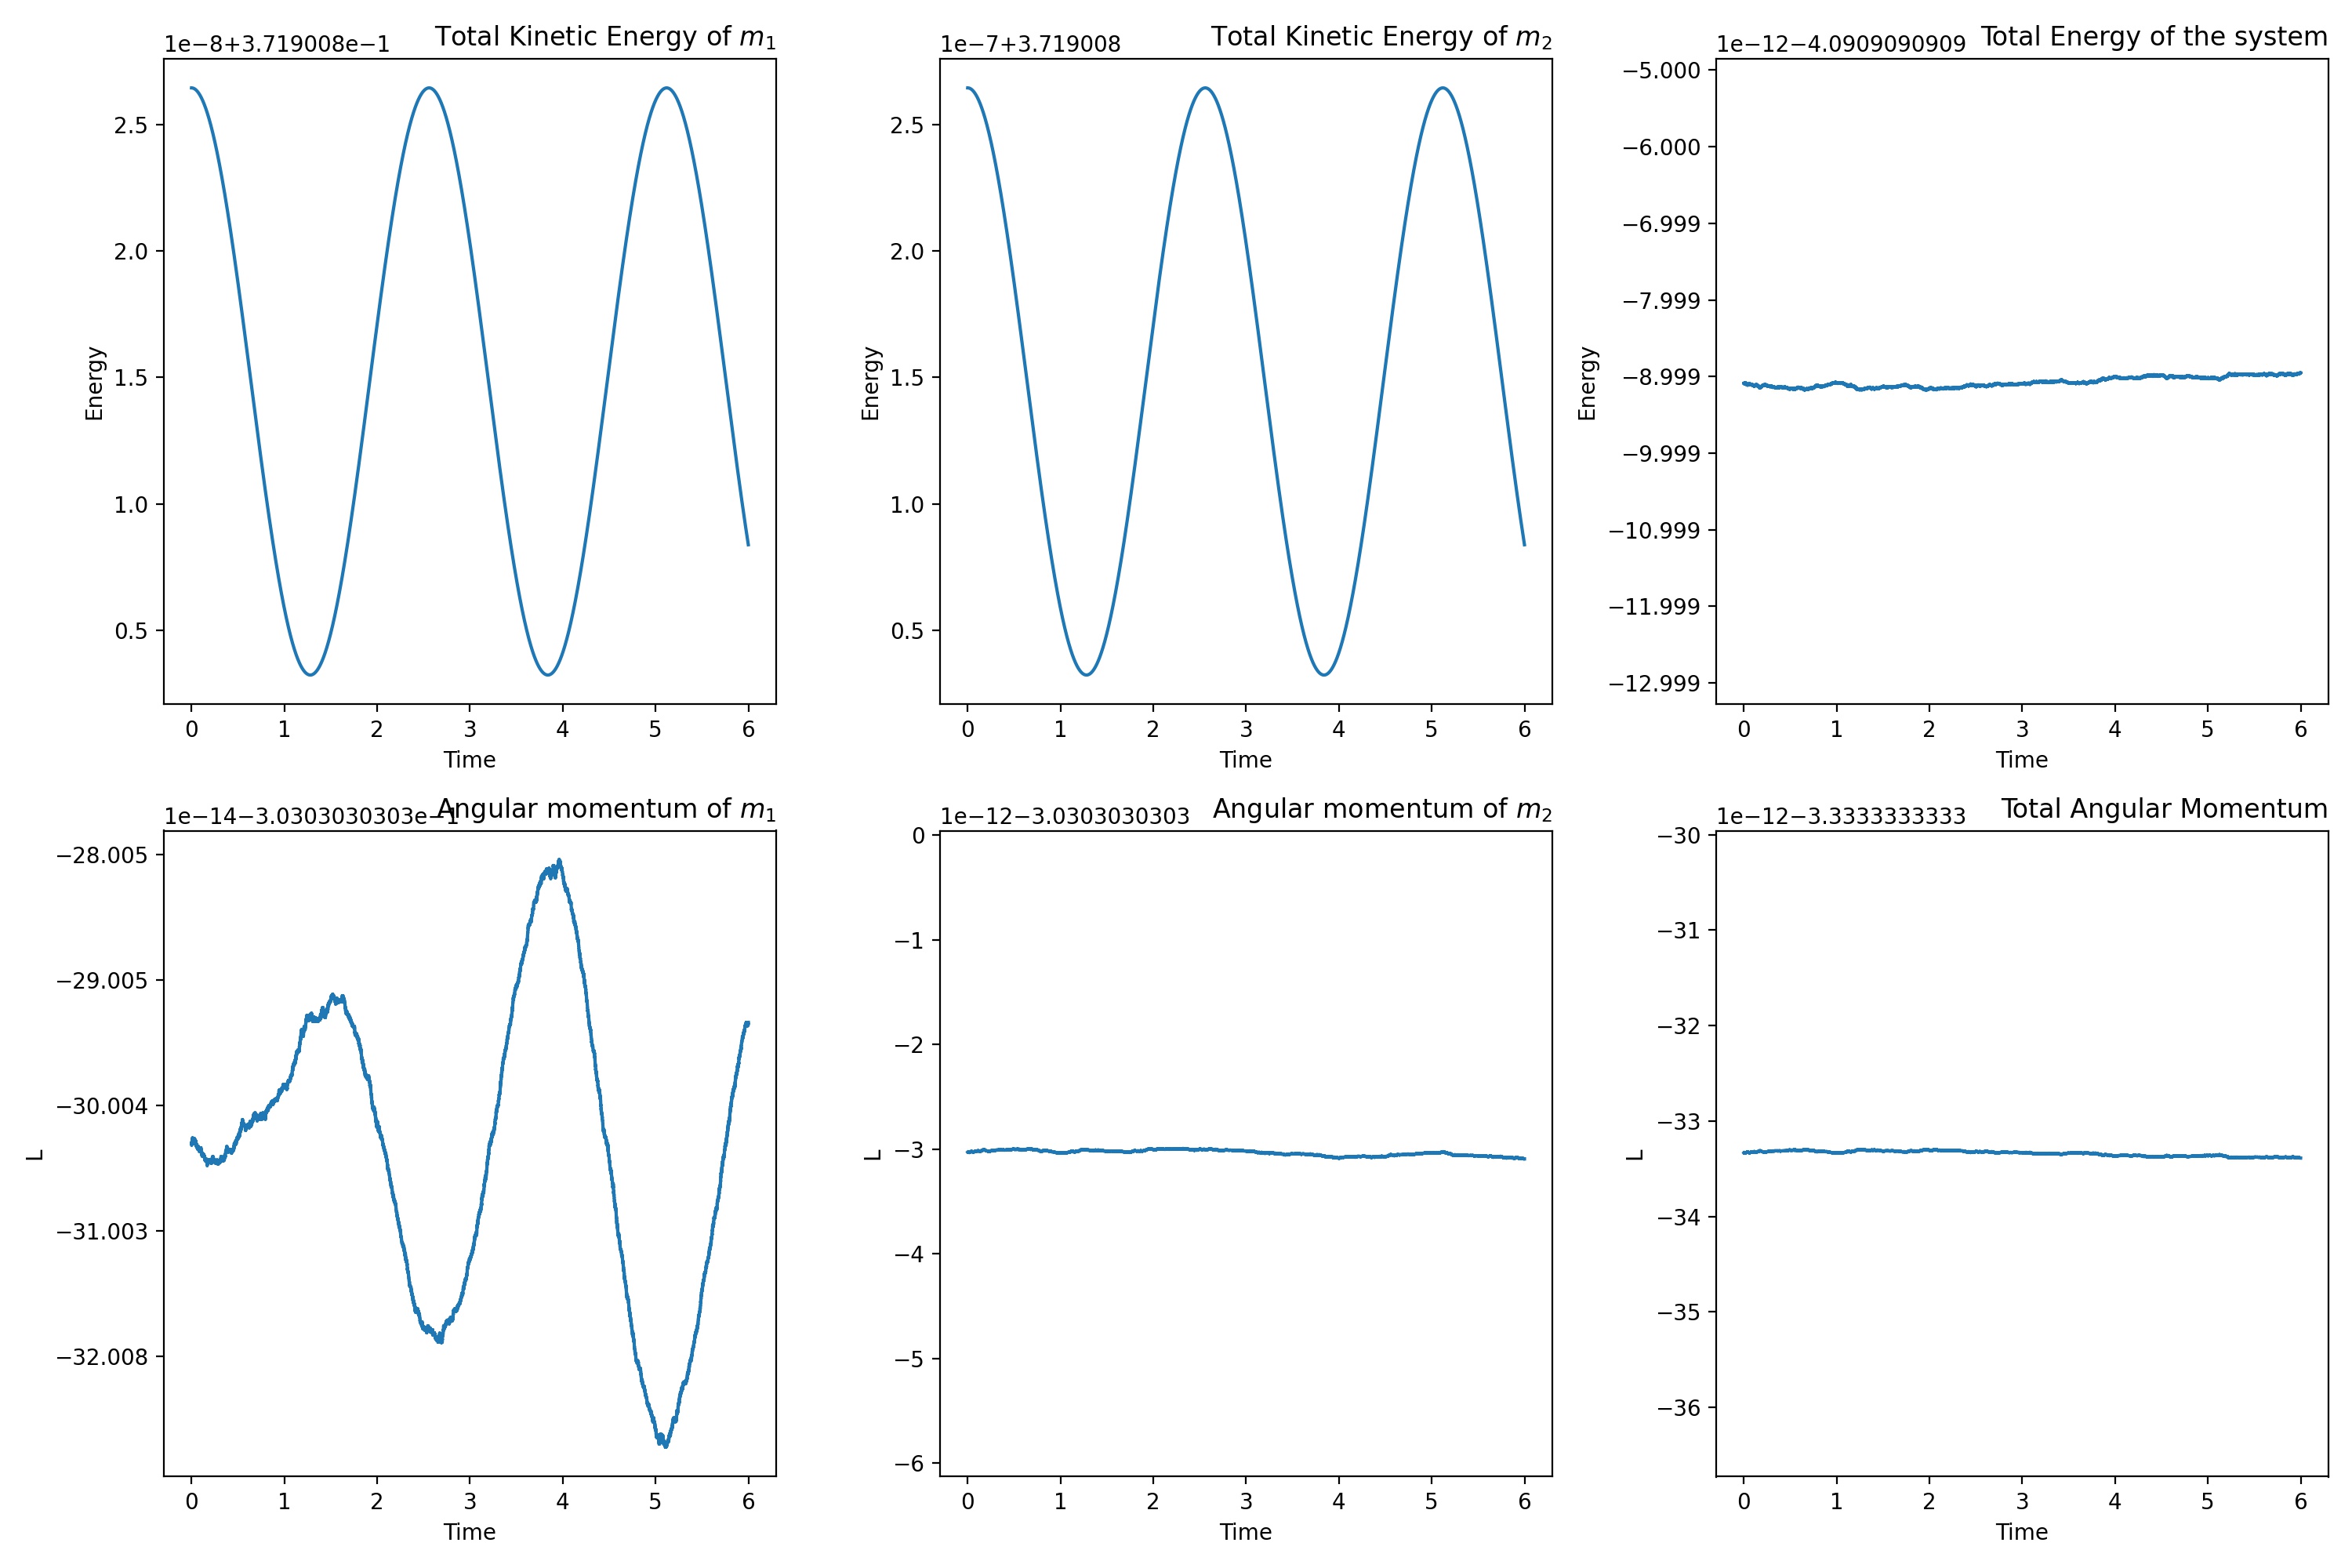 1e−8+3.719008e−1 Total Kinetic Energy of m1
2.5
2.0
1.5
1.0
0.5
Energy
0 1 2 3 4 5 6
Time
1e−7+3.719008 Total Kinetic Energy of m2
2.5
2.0
1.5
1.0
0.5
Energy
0 1 2 3 4 5 6
Time
1e−12−4.0909090909 Total Energy of the system
−5.000
−6.000
−6.999
−7.999
−8.999
−9.999
−10.999
−11.999
−12.999
Energy
0 1 2 3 4 5 6
Time
1e−14−3.0303030303e−1 Angular momentum of m1
−28.005
−29.005
−30.004
−31.003
−32.008
L
0 1 2 3 4 5 6
Time
1e−12−3.0303030303 Angular momentum of m2
0
−1
−2
−3
−4
−5
−6
L
0 1 2 3 4 5 6
Time
1e−12−3.3333333333 Total Angular Momentum
−30
−31
−32
−33
−34
−35
−36
L
0 1 2 3 4 5 6
Time